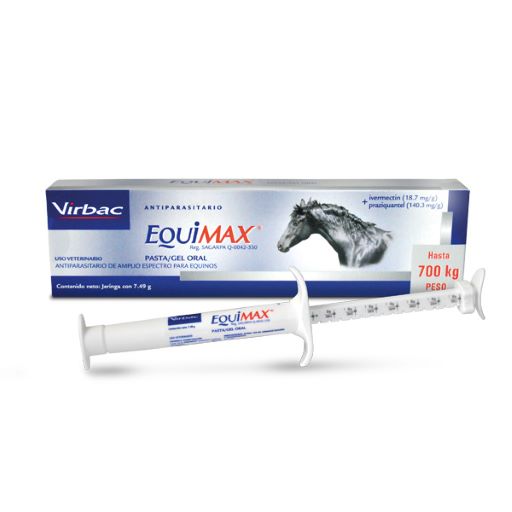 EQUIMAX
Virbac
ANTIPARASITARIO
+ ivermectin (18.7 mg/g)
praziquantel (140.3 mg/g)
EQUIMAX
Reg. SAGARPA Q-0042-330
USO VETERINARIO
PASTA/GEL ORAL
ANTIPARASITARIO DE AMPLIO ESPECTRO PARA EQUINOS
Contenido neto: Jeringa con 7.49 g
Hasta
700 kg
PESO
Virbac
EQUIMAX
PASTA/GEL ORAL